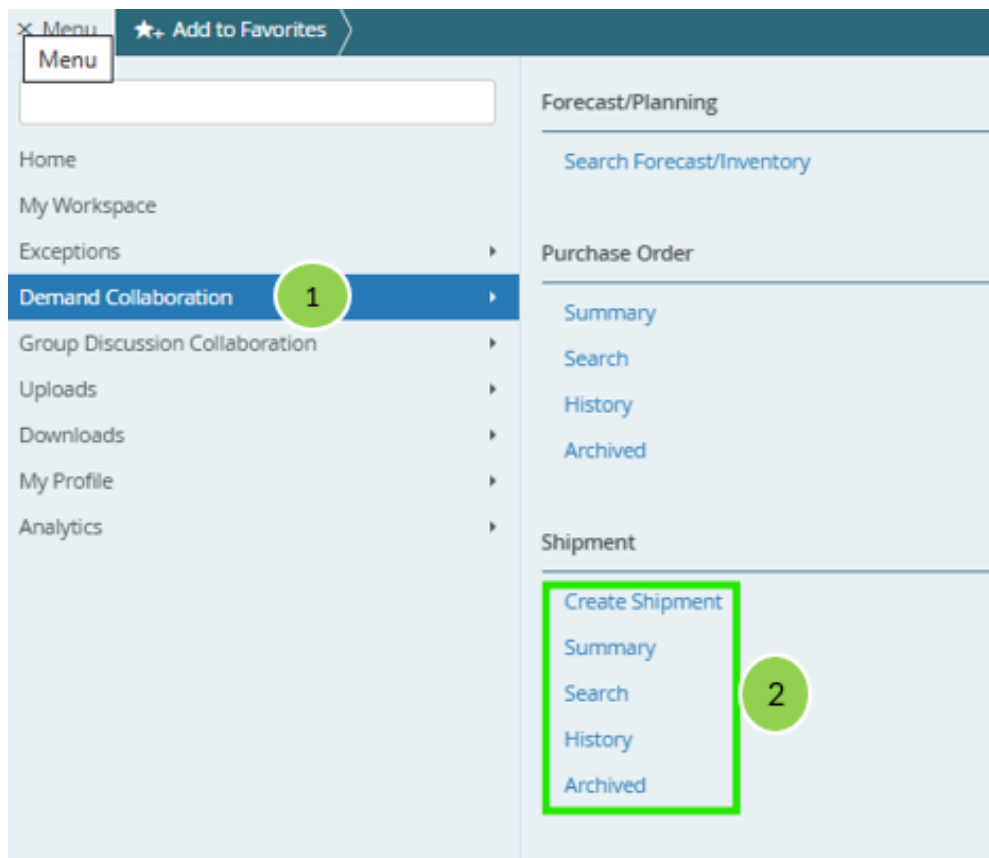 × Menu
★+ Add to Favorites
Menu
Home
My Workspace
Exceptions
Demand Collaboration
1
Group Discussion Collaboration
Uploads
Downloads
My Profile
Analytics
Forecast/Planning
Search Forecast/Inventory
Purchase Order
Summary
Search
History
Archived
Shipment
Create Shipment
Summary
Search
2
History
Archived